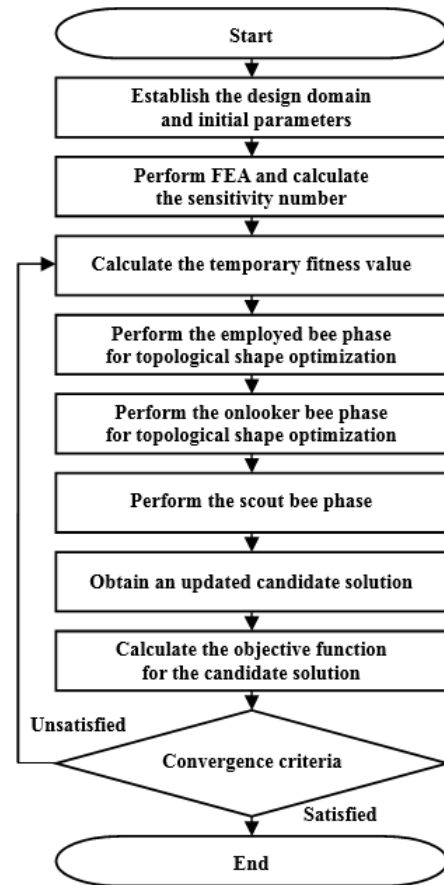 Start
Establish the design domain
and initial parameters
Perform FEA and calculate
the sensitivity number
Calculate the temporary fitness value
Perform the employed bee phase
for topological shape optimization
Perform the onlooker bee phase
for topological shape optimization
Perform the scout bee phase
Obtain an updated candidate solution
Calculate the objective function
for the candidate solution
Unsatisfied
Convergence criteria
Satisfied
End